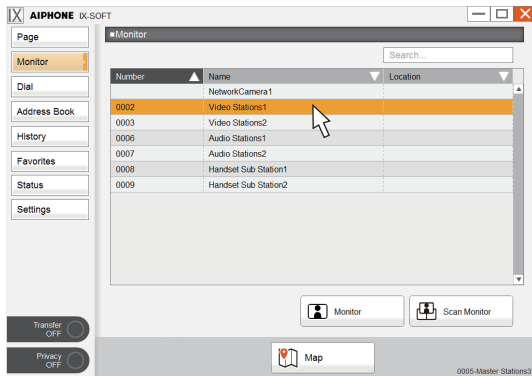 IX AIPHONE IX-SOFT
Page
Monitor
Dial
Address Book
History
Favorites
Status
Settings
Transfer
OFF
Privacy
OFF
■Monitor
Search...
Number Name Location
NetworkCamera1
0002 Video Stations1
0003 Video Stations2
0006 Audio Stations1
0007 Audio Stations2
0008 Handset Sub Station1
0009 Handset Sub Station2
Monitor
Scan Monitor
Map
0005-Master Stations3